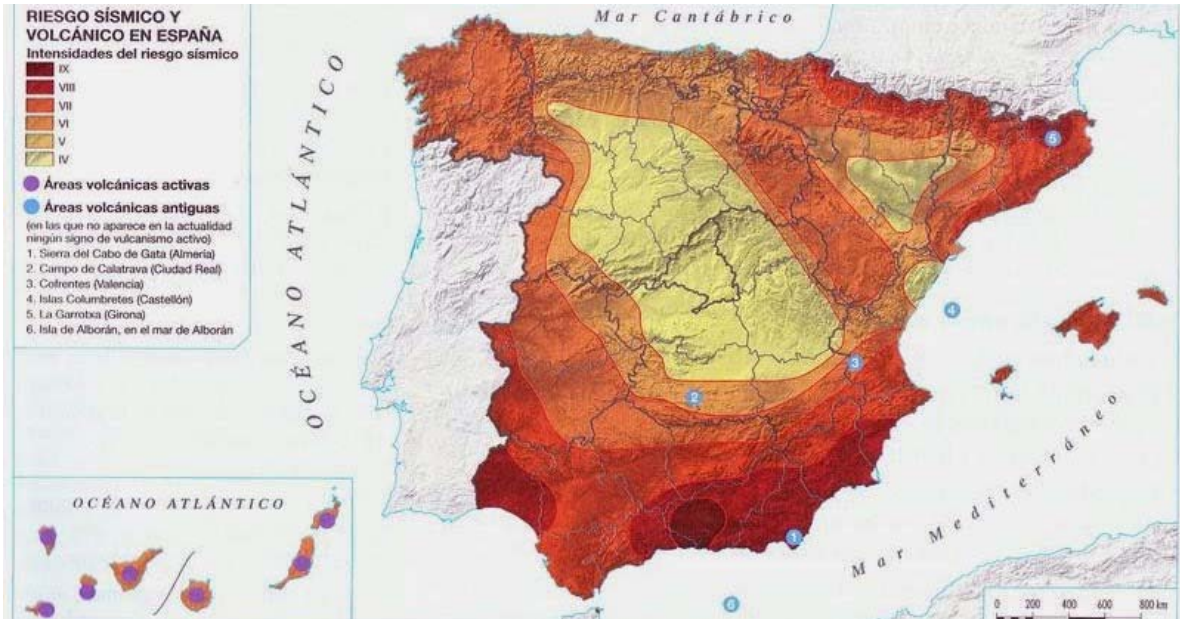 RIESGO SÍSMICO Y
VOLCÁNICO EN ESPAÑA
Intensidades del riesgo sísmico
IX
VIII
VII
VI
V
IV
Áreas volcánicas activas
Áreas volcánicas antiguas
(en las que no aparece en la actualidad
ningún signo de vulcanismo activo)
1. Sierra del Cabo de Gata (Almería)
2. Campo de Calatrava (Ciudad Real)
3. Cofrentes (Valencia)
4. Islas Columbretes (Castellón)
5. La Garrotxa (Girona)
6. Isla de Alborán, en el mar de Alborán
Mar Cantábrico
OCÉANO ATLÁNTICO
5
4
3
2
1
6
Mar Mediterráneo
OCÉANO ATLÁNTICO
0 200 400 600 800 km